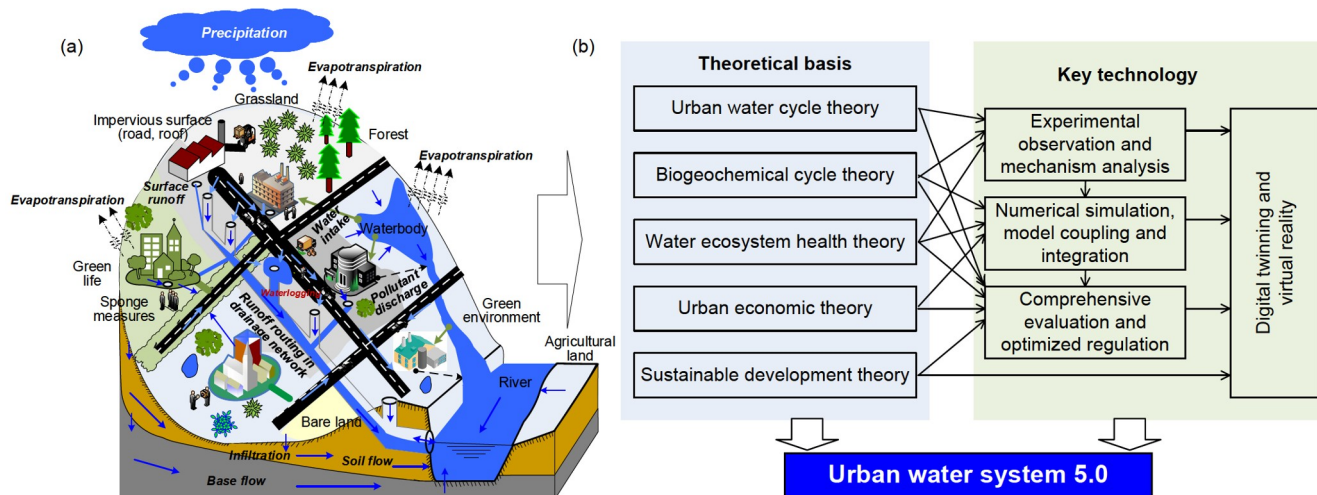 (a)
Precipitation
Evapotranspiration
Grassland
Impervious surface
(road, roof)
Forest
Evapotranspiration
Surface
runoff
Evapotranspiration
Water
intake
Waterbody
Green
life
Waterlogging
Pollutant
discharge
Sponge
measures
Runoff routing in
drainage network
Green
environment
Agricultural
land
River
Bare land
Infiltration
Soil flow
Base flow
(b)
Theoretical basis
Urban water cycle theory
Biogeochemical cycle theory
Water ecosystem health theory
Urban economic theory
Sustainable development theory
Key technology
Experimental
observation and
mechanism analysis
Numerical simulation,
model coupling and
integration
Comprehensive
evaluation and
optimized regulation
Digital twinning and
virtual reality
Urban water system 5.0